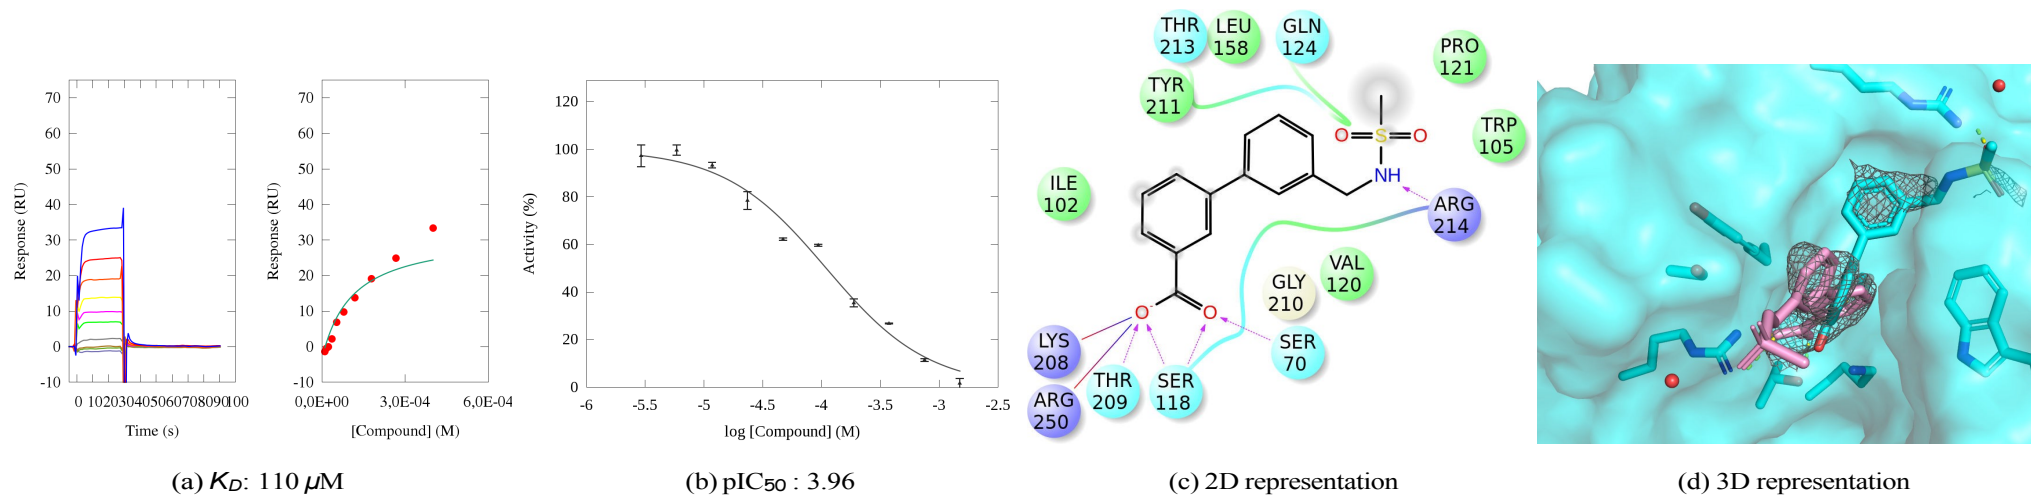 70
60
50
40
30
20
10
0
-10
Response (RU)
0 102030405060708090100
Time (s)
70
60
50
40
30
20
10
0
-10
Response (RU)
0,0E+00 3,0E-04 6,0E-04
[Compound] (M)
(a) KD: 110 μM
120
100
80
60
40
20
0
Activity (%)
-6 -5.5 -5 -4.5 -4 -3.5 -3 -2.5
log [Compound] (M)
(b) pIC50 : 3.96
THR 213
LEU 158
GLN 124
PRO 121
TYR 211
TRP 105
O S O
NH
ILE 102
ARG 214
VAL 120
GLY 210
O- O
LYS 208
SER 70
THR 209
SER 118
ARG 250
(c) 2D representation
(d) 3D representation